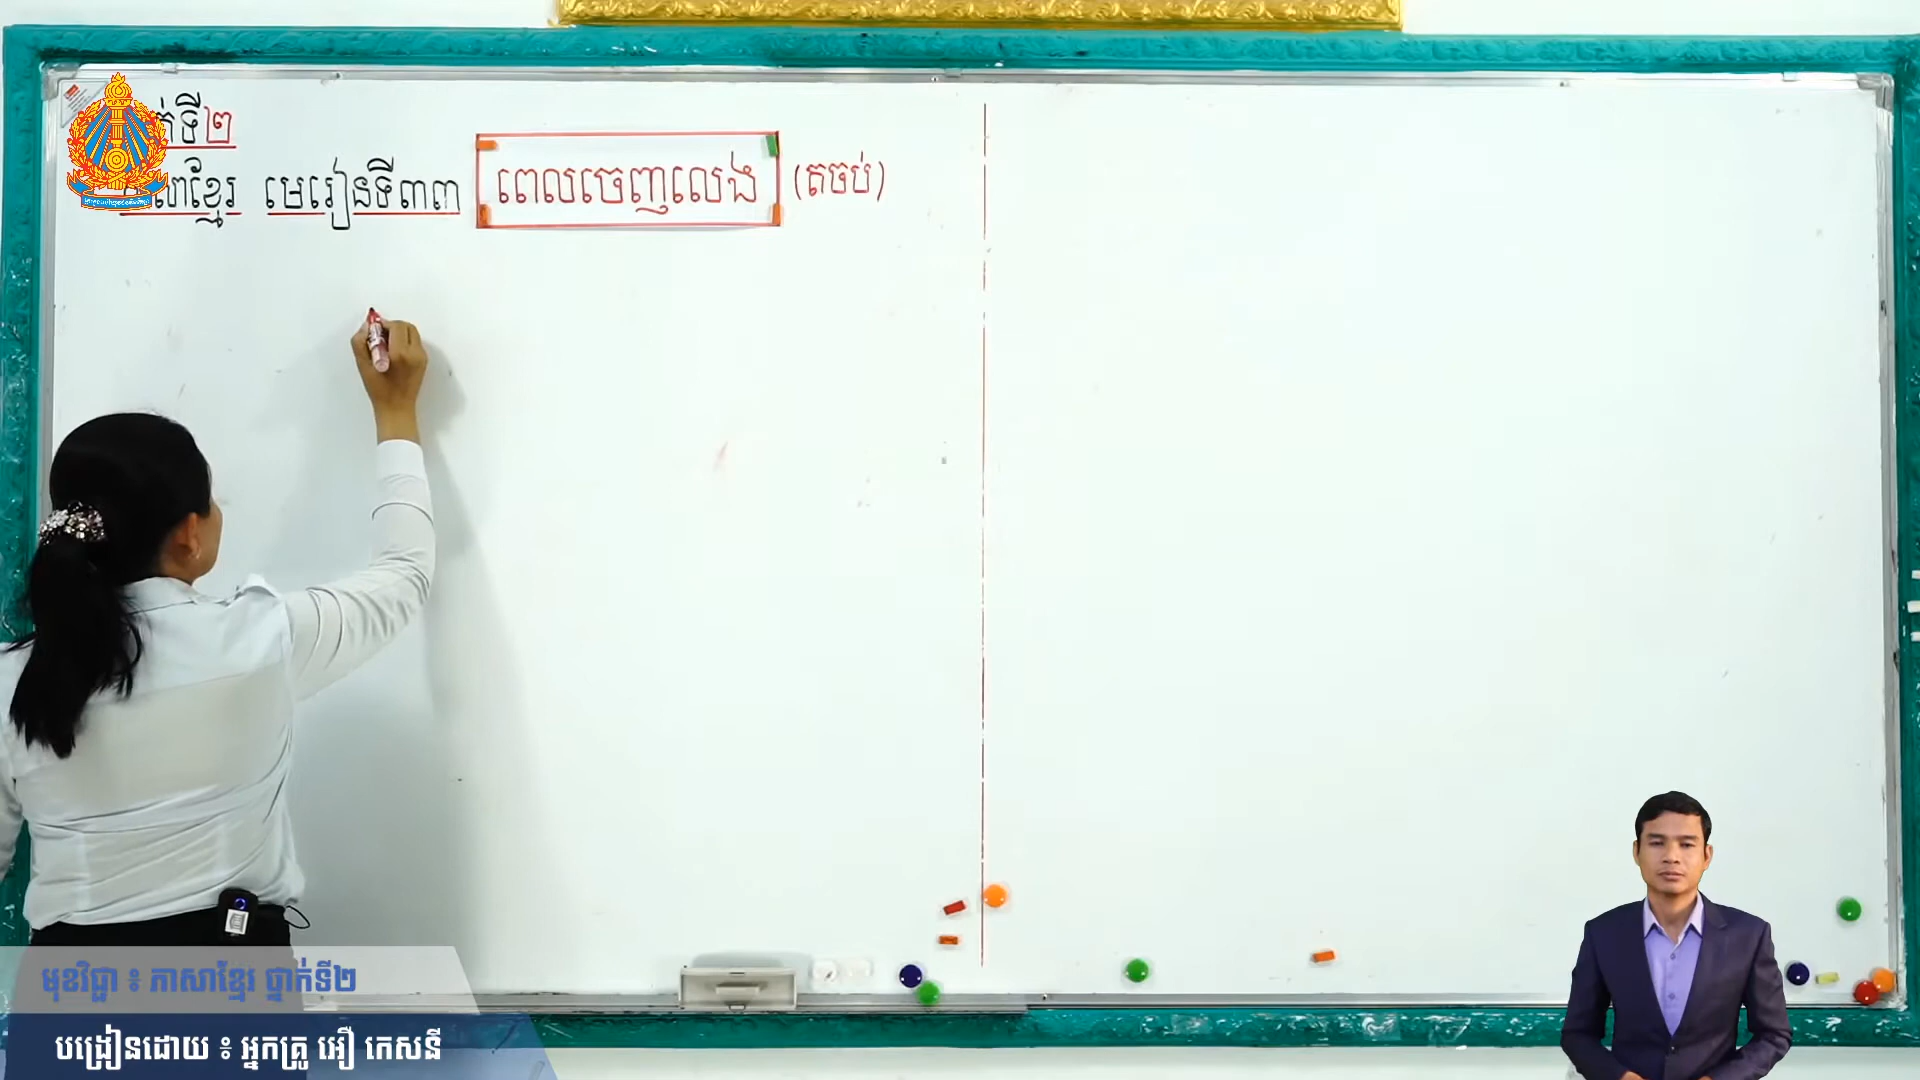 ថ្នាក់ទី២
ភាសាខ្មែរ មេរៀនទី៣៣ ពេលចេញលេង (តចប់)
មុខវិជ្ជា ៖ ភាសាខ្មែរ ថ្នាក់ទី២
បង្រៀនដោយ ៖ អ្នកគ្រូ អឿ កេសនី